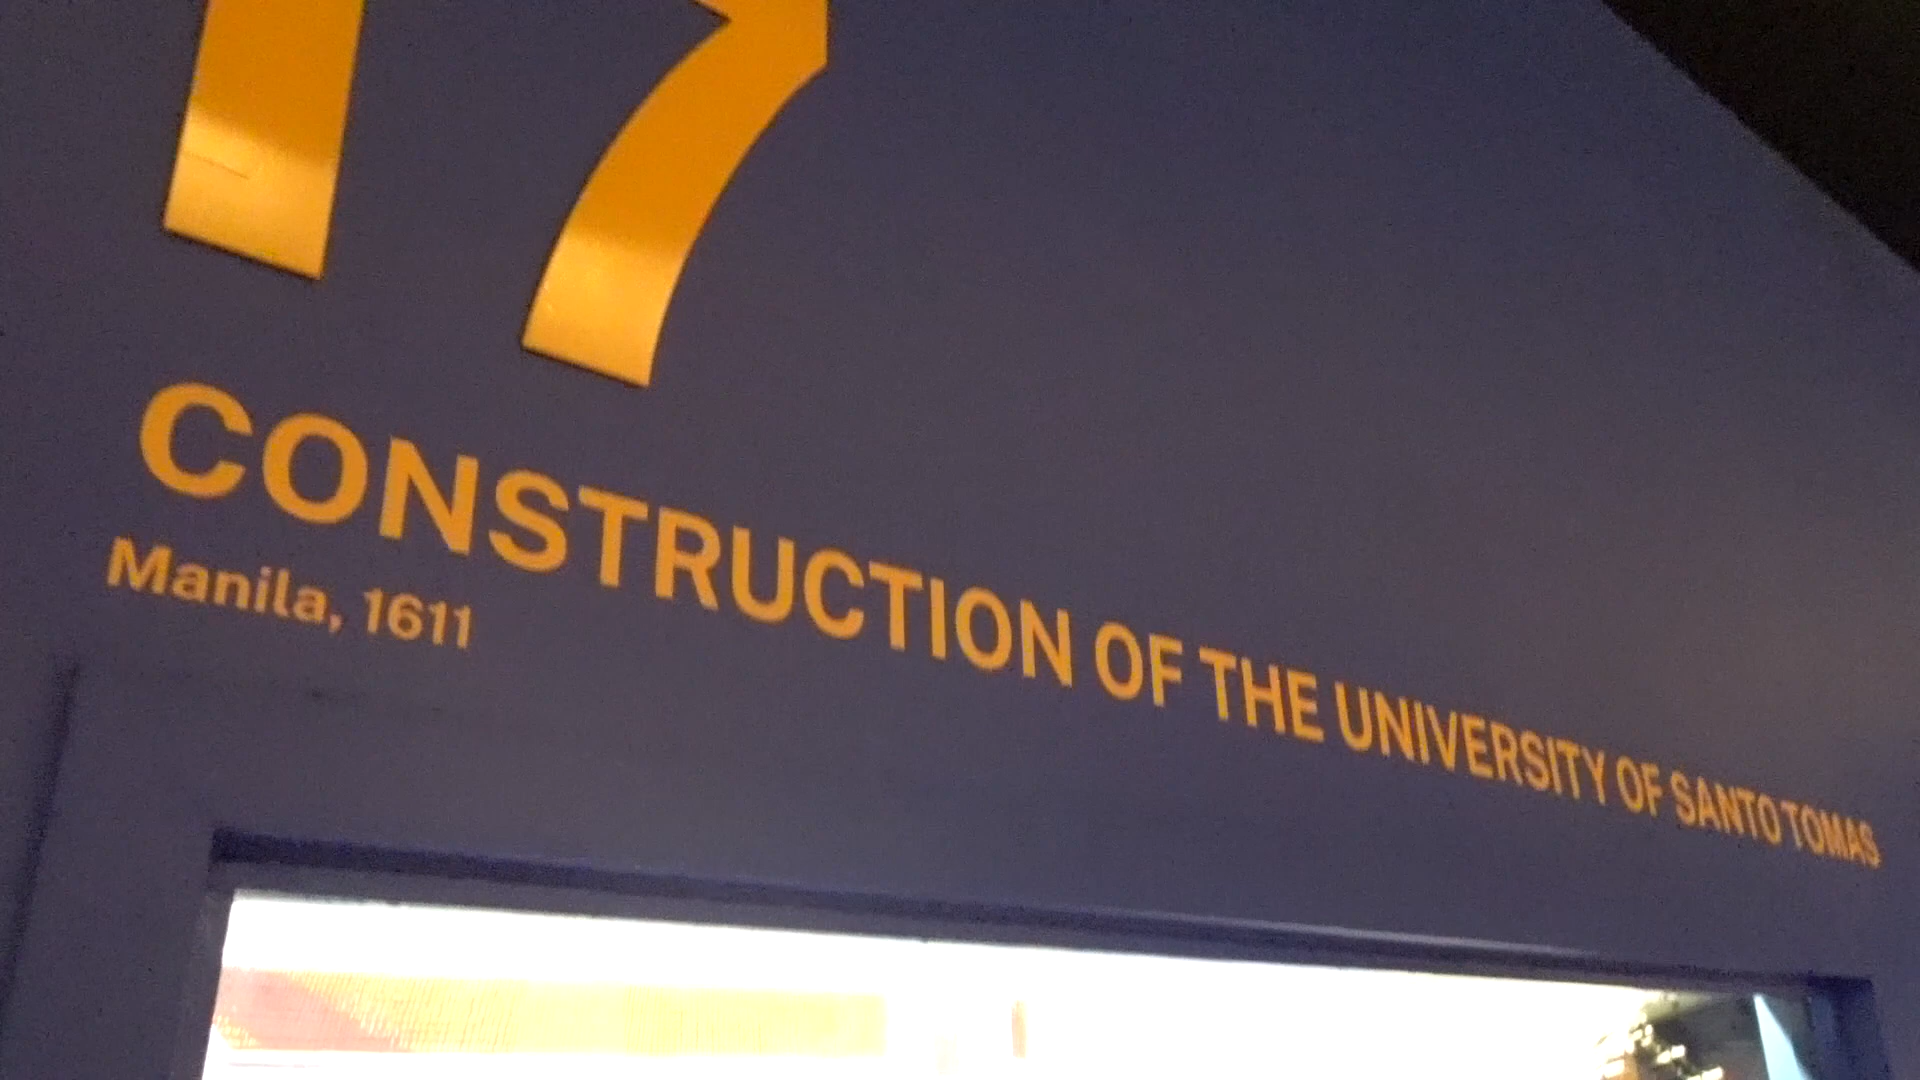 17
CONSTRUCTION OF THE UNIVERSITY OF SANTO TOMAS
Manila, 1611